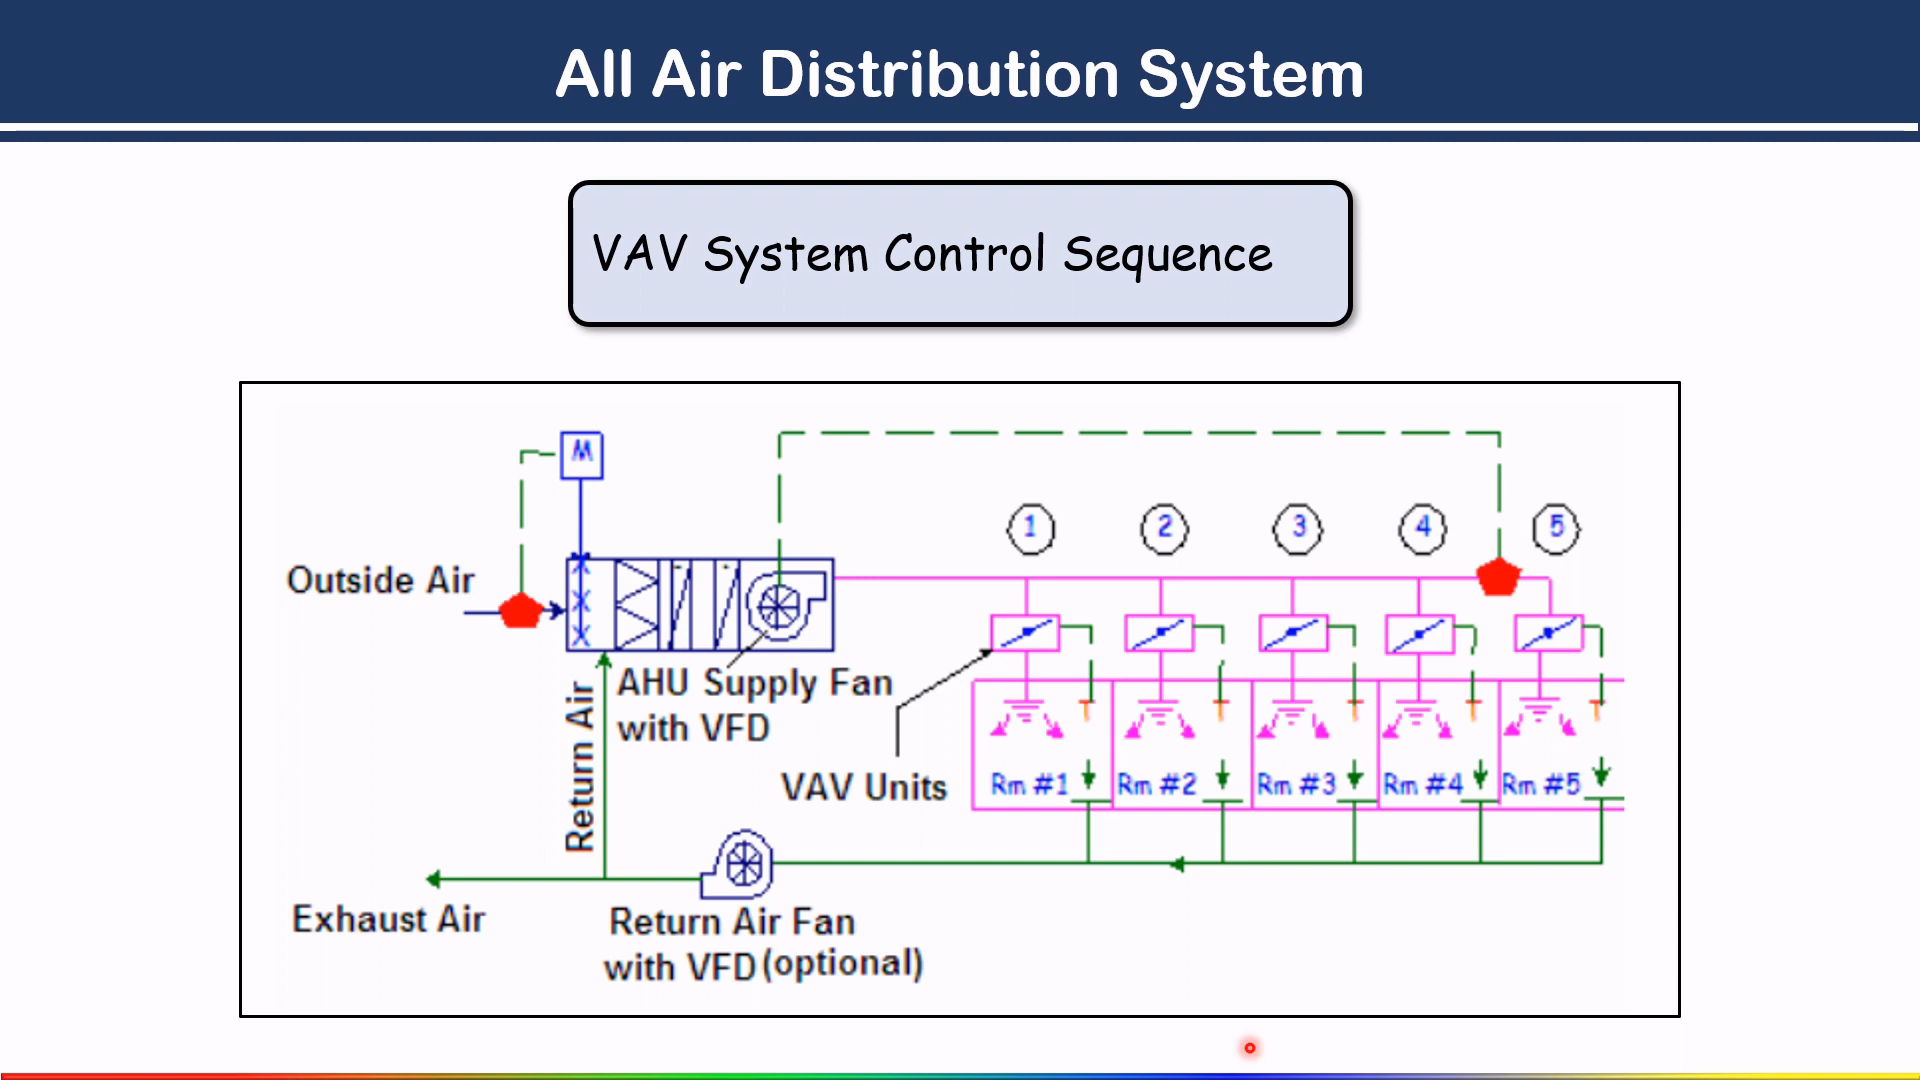 All Air Distribution System
VAV System Control Sequence
M
1 2 3 4 5
Outside Air
AHU Supply Fan
with VFD
Return Air
VAV Units
T T T T T
Rm #1 Rm #2 Rm #3 Rm #4 Rm #5
Exhaust Air
Return Air Fan
with VFD (optional)